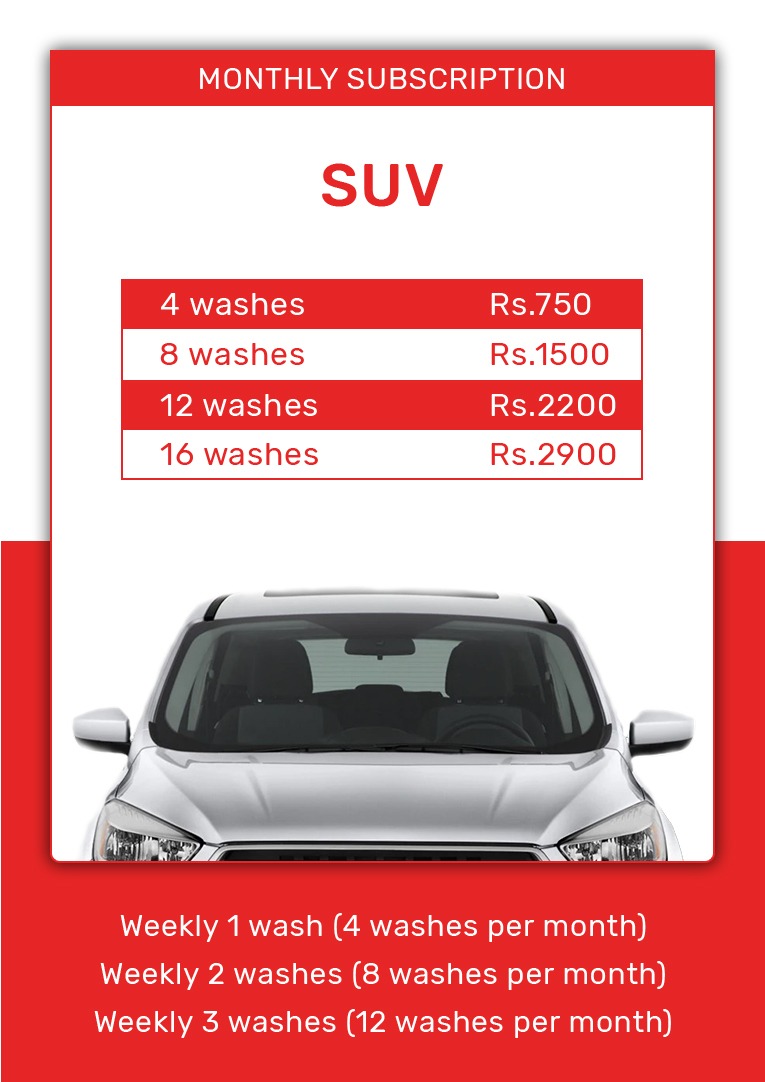 MONTHLY SUBSCRIPTION
SUV
4 washes Rs.750
8 washes Rs.1500
12 washes Rs.2200
16 washes Rs.2900
Weekly 1 wash (4 washes per month)
Weekly 2 washes (8 washes per month)
Weekly 3 washes (12 washes per month)